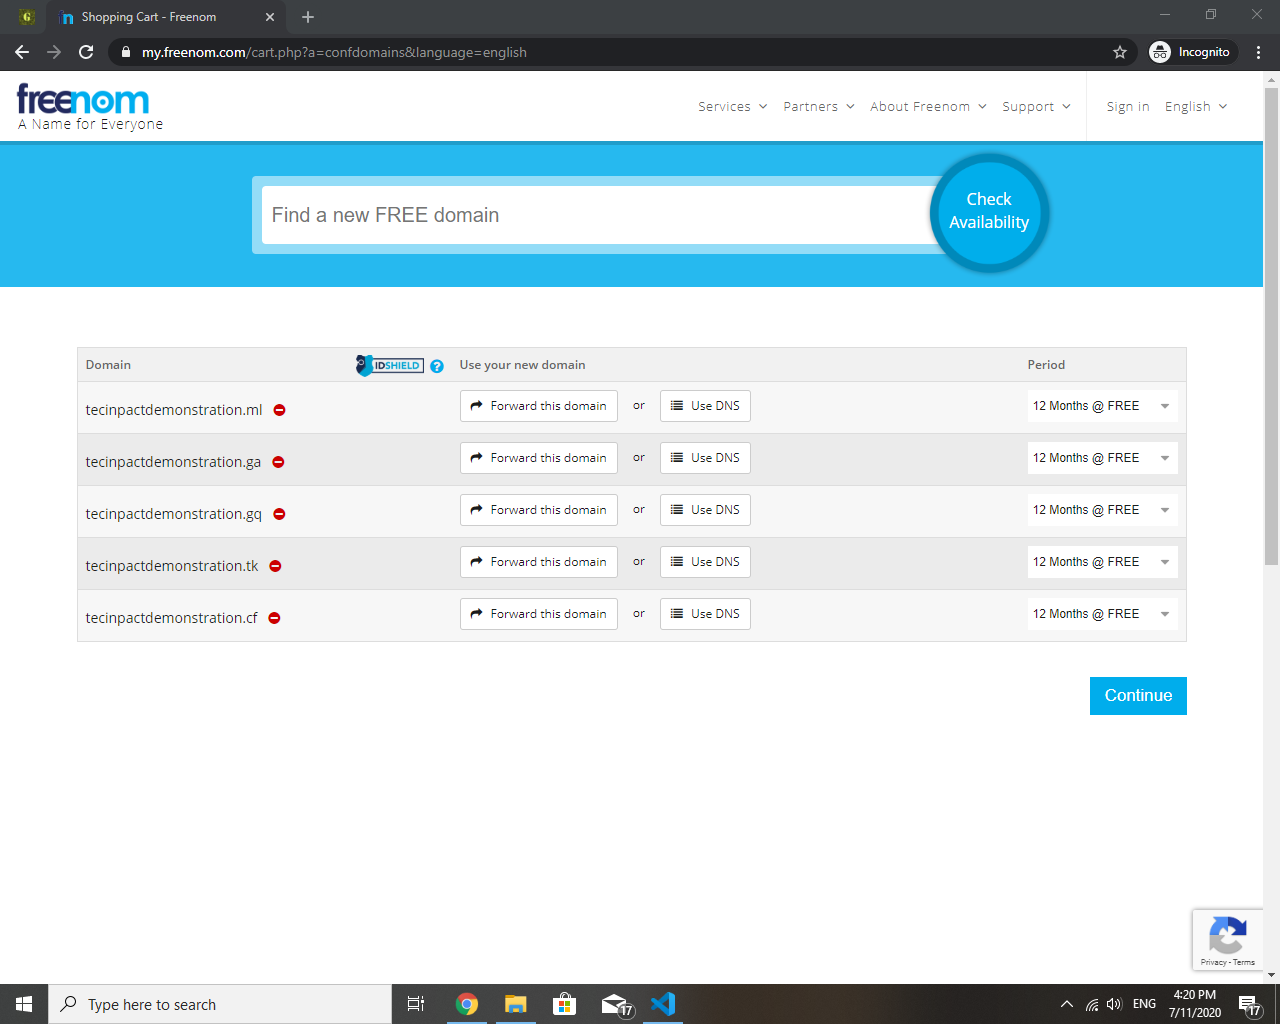 G
n Shopping Cart - Freenom
my.freenom.com/cart.php?a=confdomains&language=english
Incognito
freenom
A Name for Everyone
Services Partners About Freenom Support Sign in English
Find a new FREE domain
Check
Availability
Domain IDSHIELD ? Use your new domain Period
tecinpactdemonstration.ml Forward this domain or Use DNS 12 Months @ FREE
tecinpactdemonstration.ga Forward this domain or Use DNS 12 Months @ FREE
tecinpactdemonstration.gq Forward this domain or Use DNS 12 Months @ FREE
tecinpactdemonstration.tk Forward this domain or Use DNS 12 Months @ FREE
tecinpactdemonstration.cf Forward this domain or Use DNS 12 Months @ FREE
Continue
Privacy - Terms
Type here to search
17
ENG
4:20 PM
7/11/2020
17